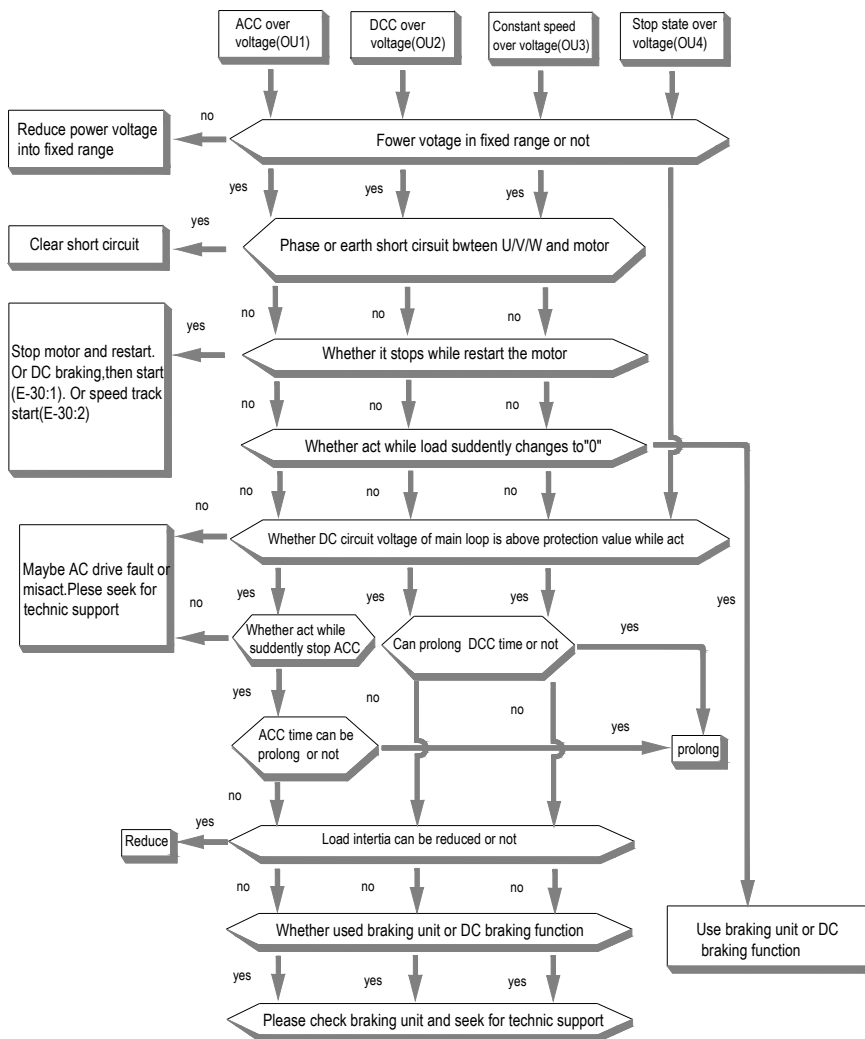 ACC over
voltage(OU1)
DCC over
voltage(OU2)
Constant speed
over voltage(OU3)
Stop state over
voltage(OU4)
no
Reduce power voltage
into fixed range
Fower votage in fixed range or not
yes
yes
yes
yes
Clear short circuit
Phase or earth short circuit bwteen U/V/W and motor
no
no
no
yes
Stop motor and restart.
Or DC braking,then start
(E-30:1). Or speed track
start(E-30:2)
Whether it stops while restart the motor
no
no
no
Whether act while load suddently changes to"0"
no
no
no
no
Whether DC circuit voltage of main loop is above protection value while act
Maybe AC drive fault or
misact.Plese seek for
technic support
yes
yes
yes
yes
no
Whether act while
suddently stop ACC
Can prolong DCC time or not
yes
yes
no
no
yes
ACC time can be
prolong or not
prolong
no
yes
Reduce
Load intertia can be reduced or not
no
no
no
Whether used braking unit or DC braking function
Use braking unit or DC
braking function
yes
yes
yes
Please check braking unit and seek for technic support